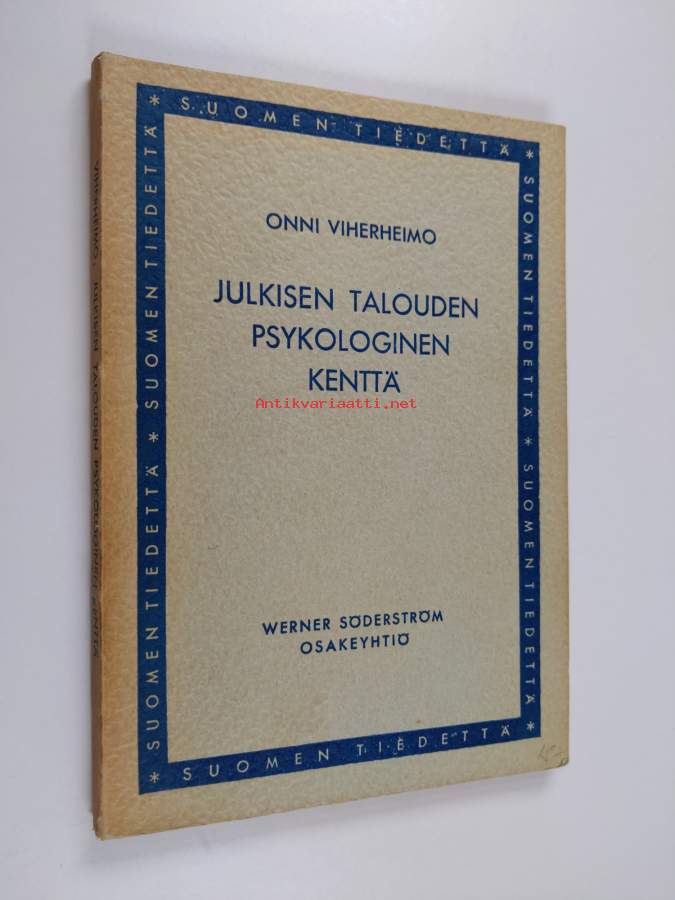 * SUOMEN TIEDETTÄ *
ONNI VIHERHEIMO
JULKISEN TALOUDEN
PSYKOLOGINEN
KENTTÄ
Antikvariaatti.net
WERNER SÖDERSTRÖM
OSAKEYHTIÖ
* SUOMEN TIEDETTÄ *
SUOMEN TIEDETTÄ * SUOMEN TIEDETTÄ
SUOMEN TIEDETTÄ * SUOMEN TIEDETTÄ
VIHERHEIMO JULKISEN TALOUDEN PSYKOLOGINEN KENTTÄ